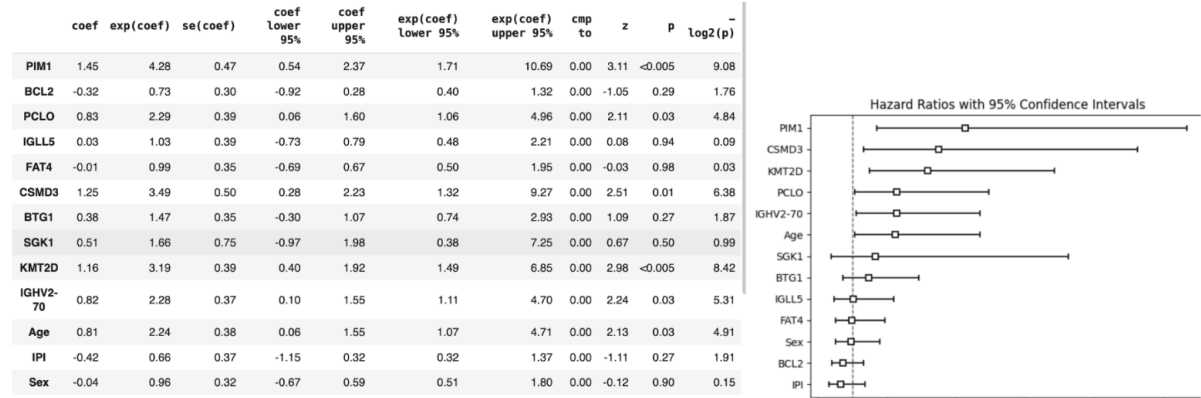 coef exp(coef) se(coef) coef lower 95% coef upper 95% exp(coef) lower 95% exp(coef) upper 95% cmp to z p – log2(p)
PIM1 1.45 4.28 0.47 0.54 2.37 1.71 10.69 0.00 3.11 <0.005 9.08
BCL2 -0.32 0.73 0.30 -0.92 0.28 0.40 1.32 0.00 -1.05 0.29 1.76
PCLO 0.83 2.29 0.39 0.06 1.60 1.06 4.96 0.00 2.11 0.03 4.84
IGLL5 0.03 1.03 0.39 -0.73 0.79 0.48 2.21 0.00 0.08 0.94 0.09
FAT4 -0.01 0.99 0.35 -0.69 0.67 0.50 1.95 0.00 -0.03 0.98 0.03
CSMD3 1.25 3.49 0.50 0.28 2.23 1.32 9.27 0.00 2.51 0.01 6.38
BTG1 0.38 1.47 0.35 -0.30 1.07 0.74 2.93 0.00 1.09 0.27 1.87
SGK1 0.51 1.66 0.75 -0.97 1.98 0.38 7.25 0.00 0.67 0.50 0.99
KMT2D 1.16 3.19 0.39 0.40 1.92 1.49 6.85 0.00 2.98 <0.005 8.42
IGHV2-70 0.82 2.28 0.37 0.10 1.55 1.11 4.70 0.00 2.24 0.03 5.31
Age 0.81 2.24 0.38 0.06 1.55 1.07 4.71 0.00 2.13 0.03 4.91
IPI -0.42 0.66 0.37 -1.15 0.32 0.32 1.37 0.00 -1.11 0.27 1.91
Sex -0.04 0.96 0.32 -0.67 0.59 0.51 1.80 0.00 -0.12 0.90 0.15
Hazard Ratios with 95% Confidence Intervals
PIM1
CSMD3
KMT2D
PCLO
IGHV2-70
Age
SGK1
BTG1
IGLL5
FAT4
Sex
BCL2
IPI